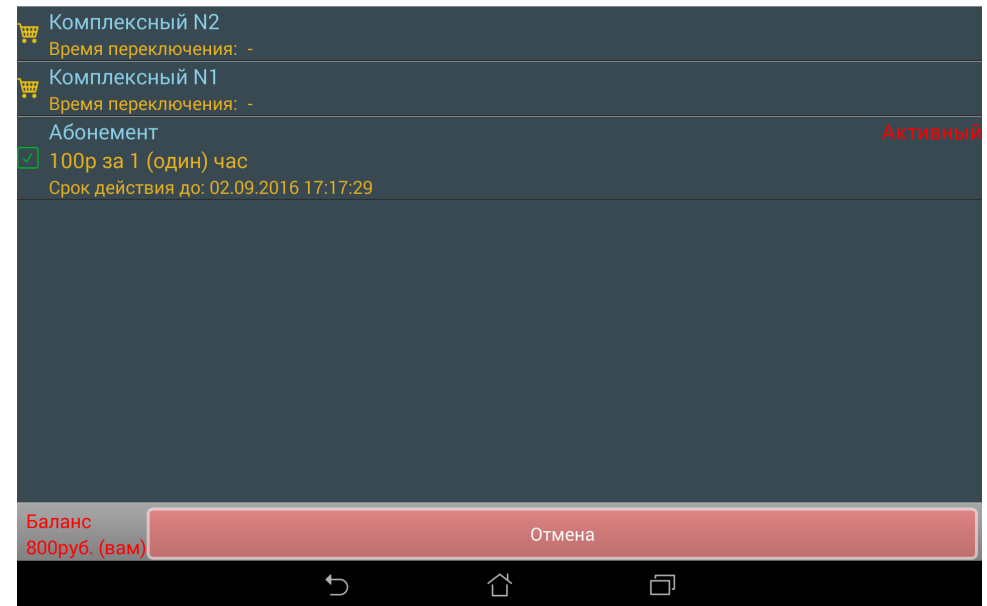 Комплексный N2
Время переключения: -
Комплексный N1
Время переключения: -
Абонемент
Активный
100р за 1 (один) час
Срок действия до: 02.09.2016 17:17:29
Баланс
800руб. (вам)
Отмена